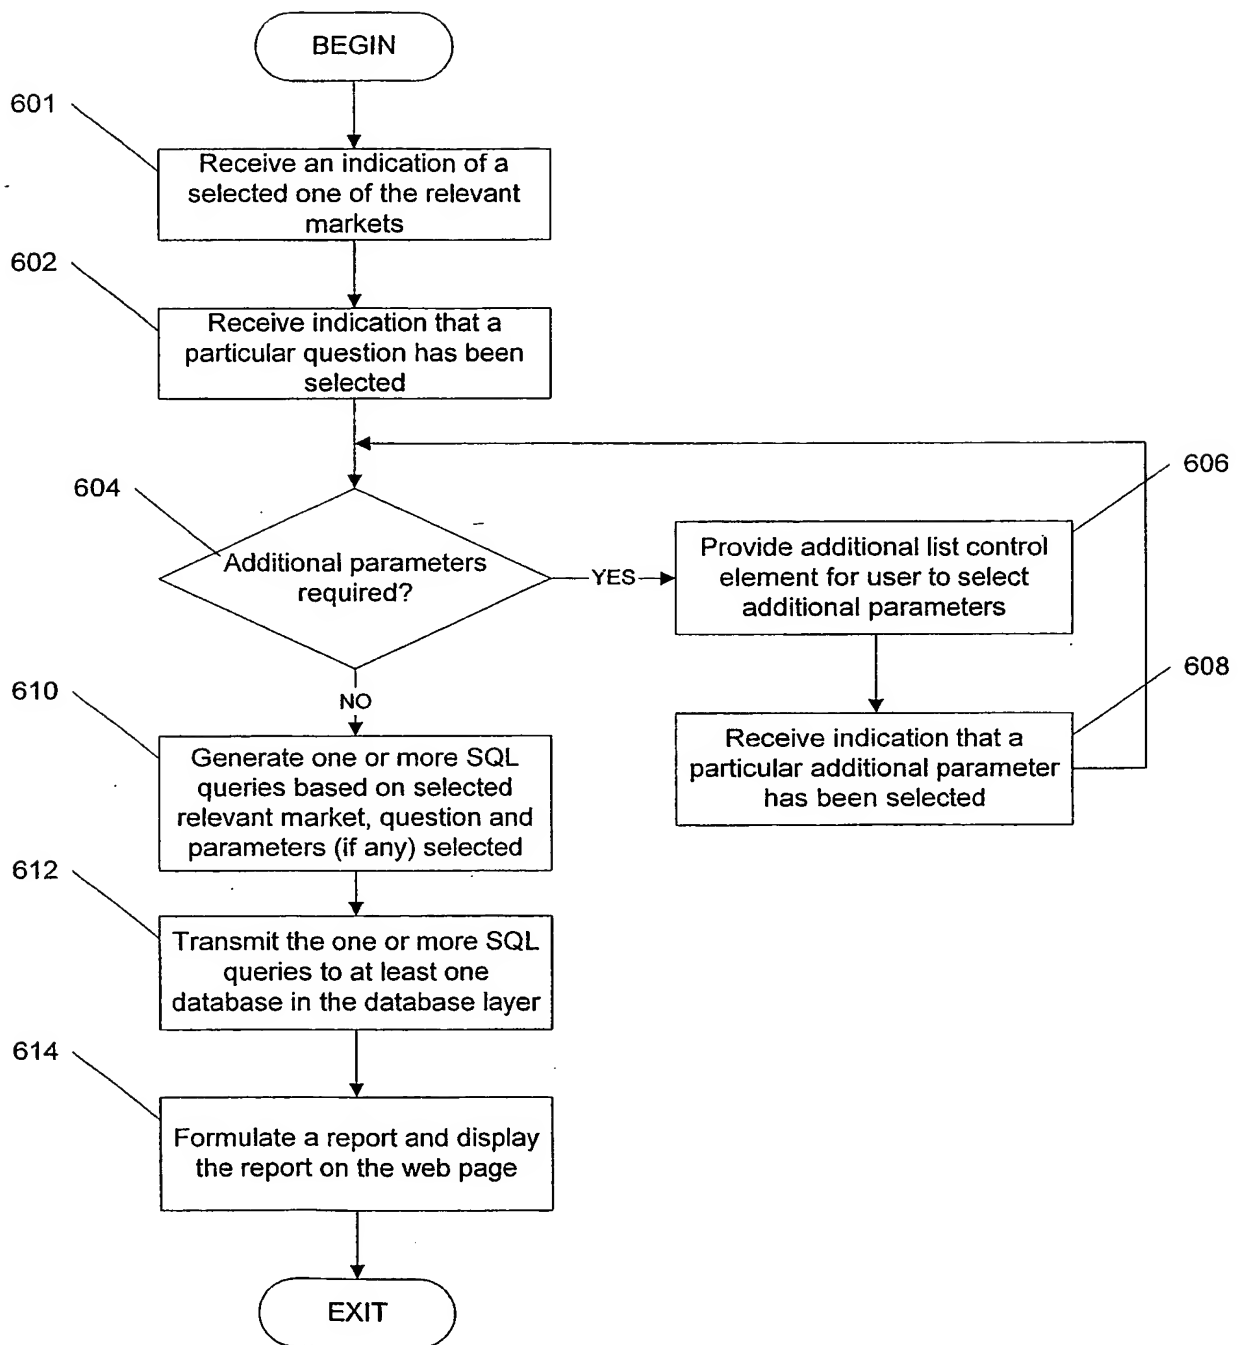 BEGIN
601
Receive an indication of a
selected one of the relevant
markets
602
Receive indication that a
particular question has been
selected
604
Additional parameters
required?
YES
606
Provide additional list control
element for user to select
additional parameters
608
Receive indication that a
particular additional parameter
has been selected
NO
610
Generate one or more SQL
queries based on selected
relevant market, question and
parameters (if any) selected
612
Transmit the one or more SQL
queries to at least one
database in the database layer
614
Formulate a report and display
the report on the web page
EXIT